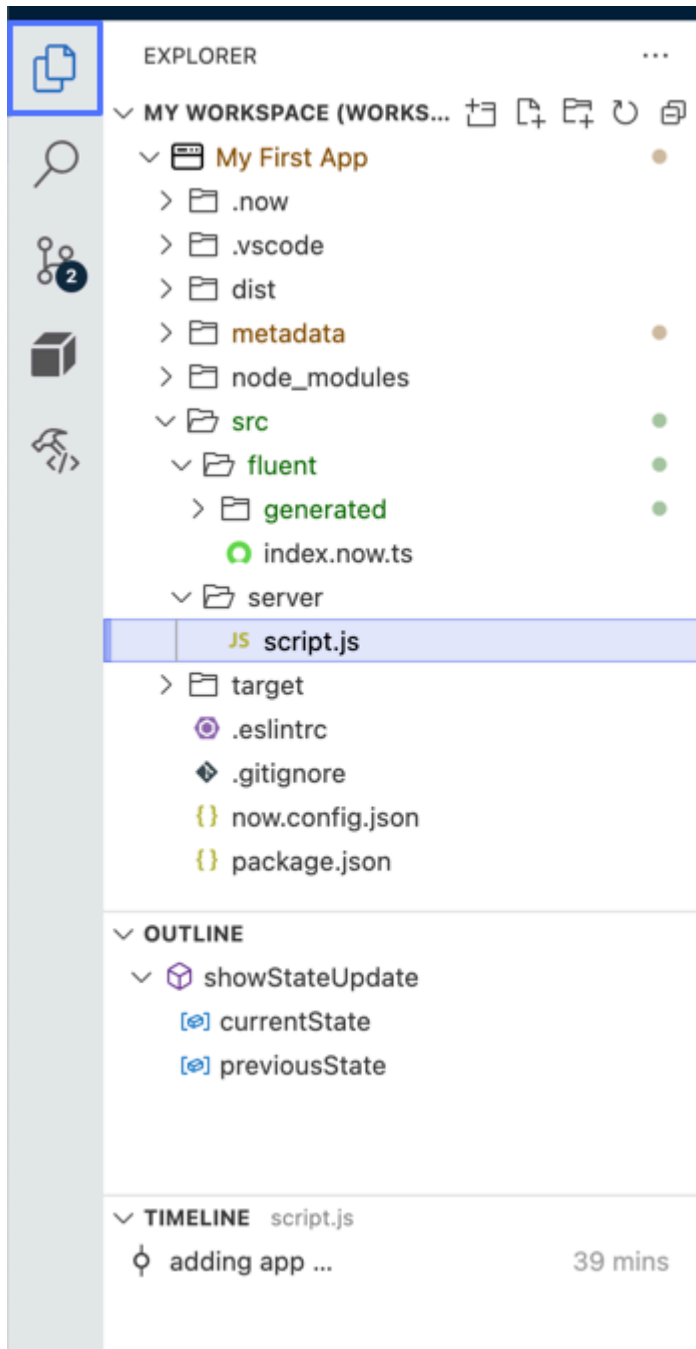 EXPLORER ...
MY WORKSPACE (WORKS...
My First App
.now
.vscode
dist
metadata
node_modules
src
fluent
generated
index.now.ts
2
server
JS script.js
target
.eslintrc
.gitignore
{} now.config.json
{} package.json
OUTLINE
showStateUpdate
currentState
previousState
TIMELINE script.js
adding app ... 39 mins